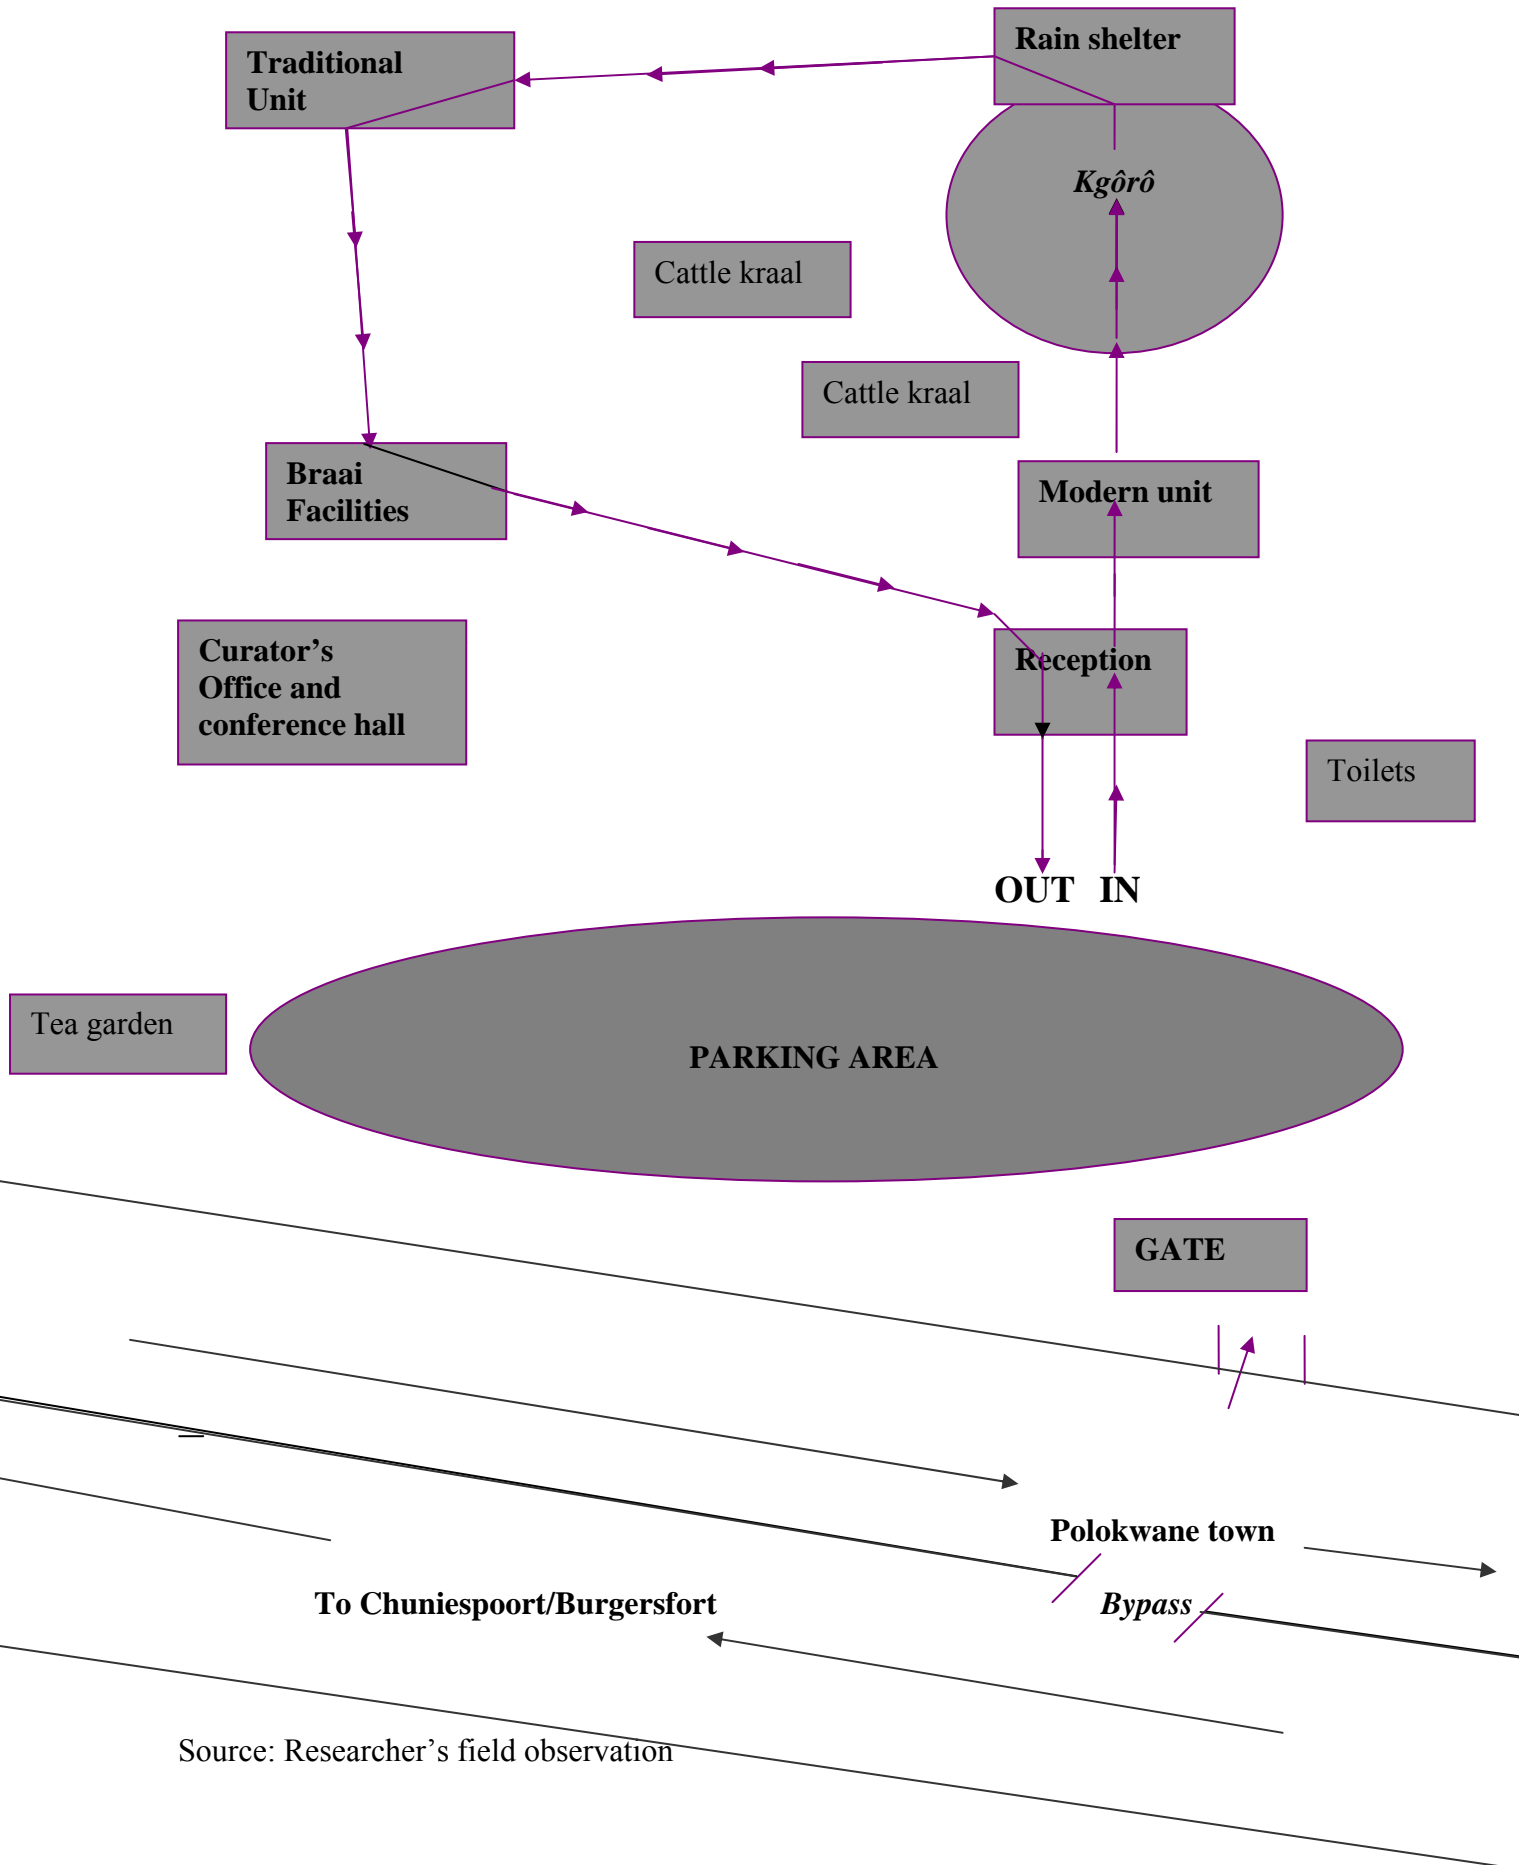 Rain shelter
Traditional
Unit
Kgôrô
Cattle kraal
Cattle kraal
Braai
Facilities
Modern unit
Curator’s
Office and
conference hall
Reception
Toilets
OUT IN
Tea garden
PARKING AREA
GATE
Polokwane town
To Chuniespoort/Burgersfort
Bypass
Source: Researcher’s field observation